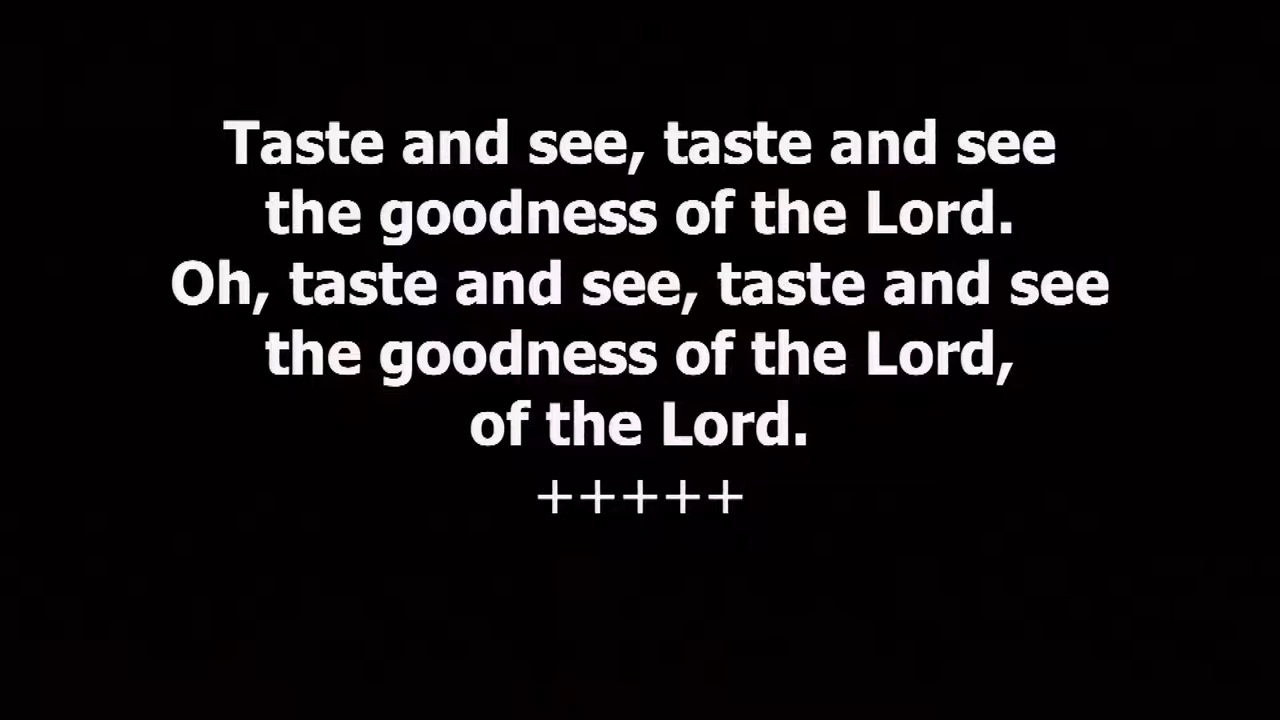 Taste and see, taste and see
the goodness of the Lord.
Oh, taste and see, taste and see
the goodness of the Lord,
of the Lord.
+++++